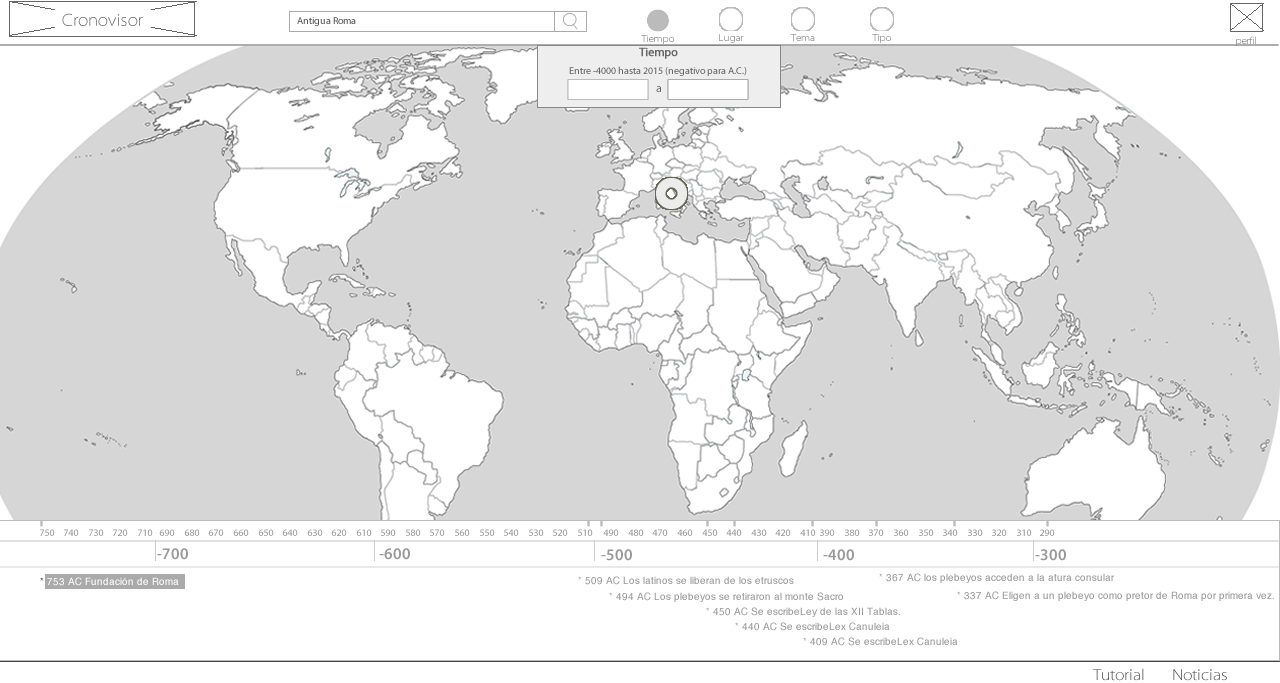 Cronovisor
Antigua Roma
Tiempo
Lugar
Tema
Tipo
perfil
Tiempo
Entre -4000 hasta 2015 (negativo para A.C.)
a
750 740 730 720 710 690 680 670 660 650 640 630 620 610 590 580 570 560 550 540 530 520 510 490 480 470 460 450 440 430 420 410 390 380 370 360 350 340 330 320 310 290
-700 -600 -500 -400 -300
* 753 AC Fundación de Roma
* 509 AC Los latinos se liberan de los etruscos
* 367 AC los plebeyos acceden a la atura consular
* 494 AC Los plebeyos se retiraron al monte Sacro
* 337 AC Eligen a un plebeyo como pretor de Roma por primera vez.
* 450 AC Se escribeLey de las XII Tablas.
* 440 AC Se escribeLex Canuleia
* 409 AC Se escribeLex Canuleia
Tutorial Noticias